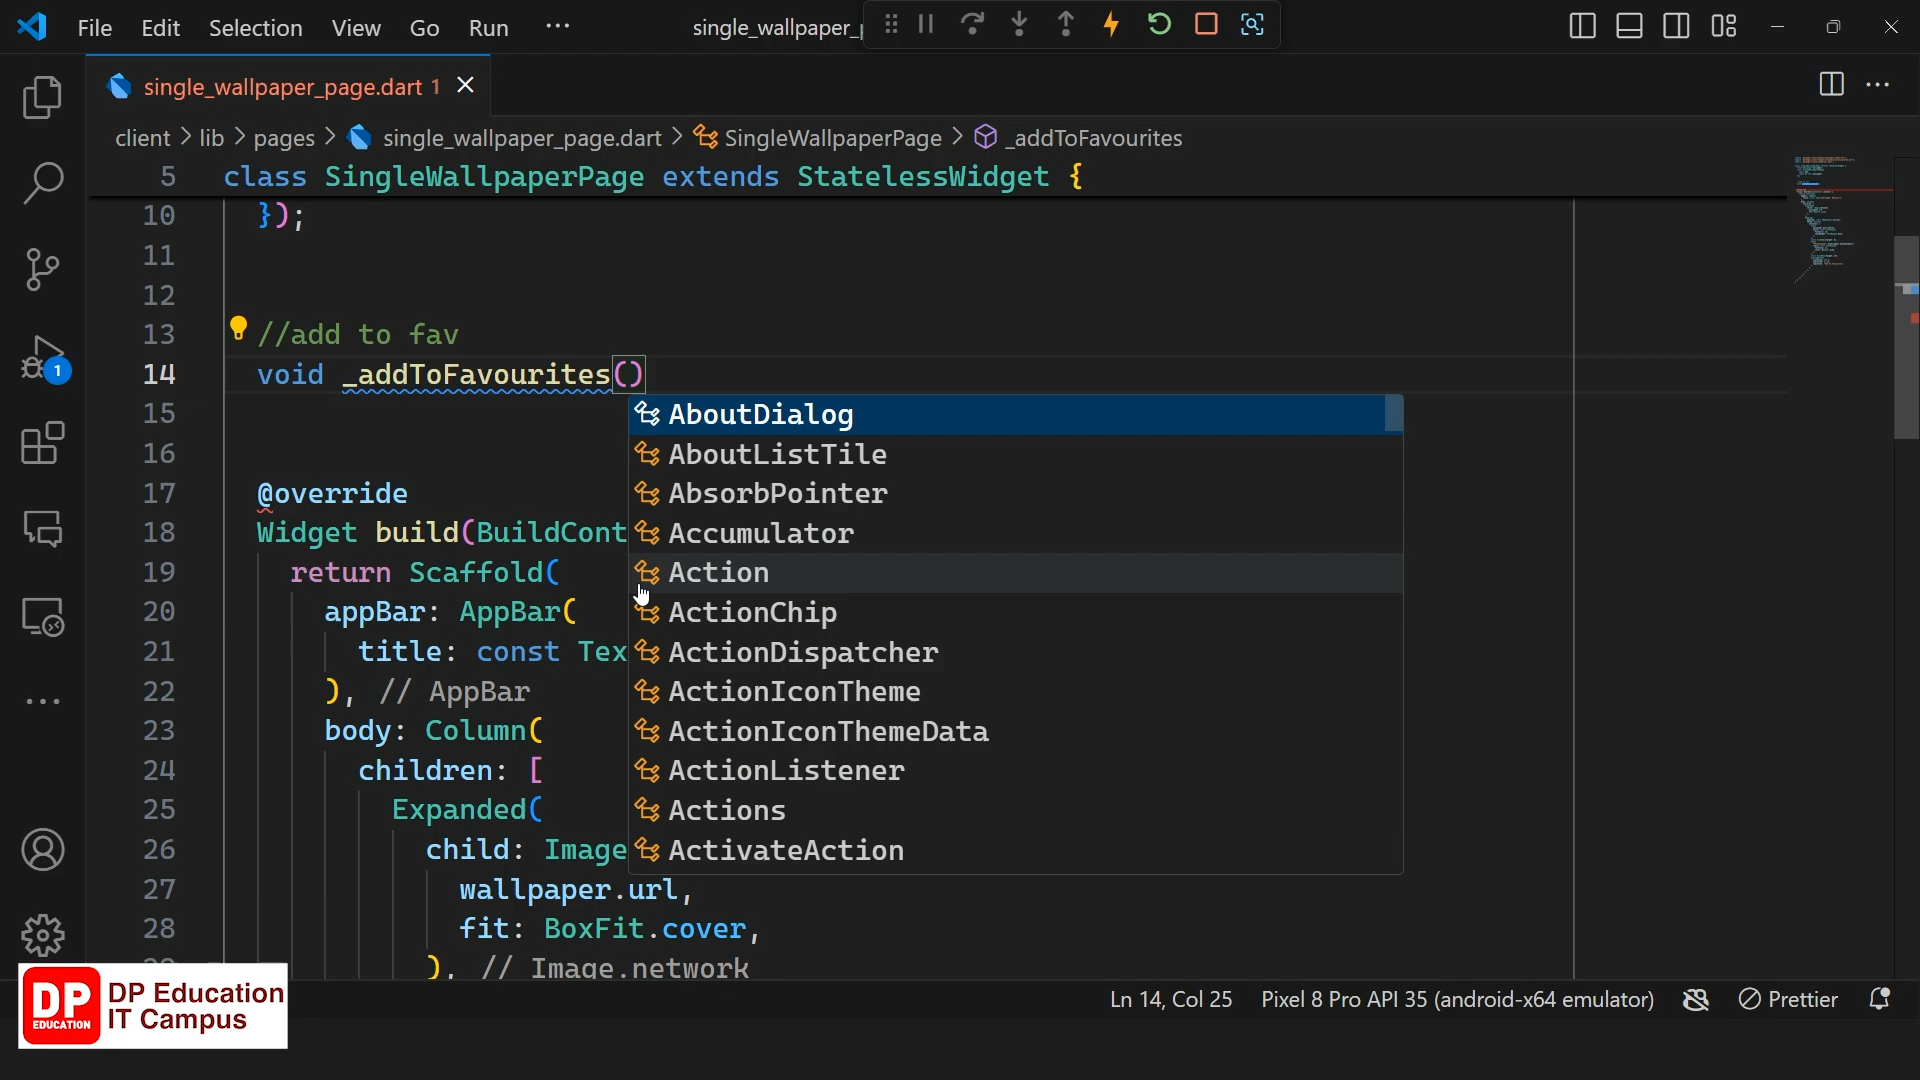 File Edit Selection View Go Run ··· single_wallpaper_p
single_wallpaper_page.dart 1
client > lib > pages > single_wallpaper_page.dart > SingleWallpaperPage > _addToFavourites
5 class SingleWallpaperPage extends StatelessWidget {
10 });
11
12
13 //add to fav
14 void _addToFavourites()
15
16
17 @override
18 Widget build(BuildCont
19 return Scaffold(
20 appBar: AppBar(
21 title: const Tex
22 ), // AppBar
23 body: Column(
24 children: [
25 Expanded(
26 child: Image
27 wallpaper.url,
28 fit: BoxFit.cover,
), // Image.network
AboutDialog
AboutListTile
AbsorbPointer
Accumulator
Action
ActionChip
ActionDispatcher
ActionIconTheme
ActionIconThemeData
ActionListener
Actions
ActivateAction
1
Ln 14, Col 25 Pixel 8 Pro API 35 (android-x64 emulator) Prettier
DP
EDUCATION
DP Education
IT Campus